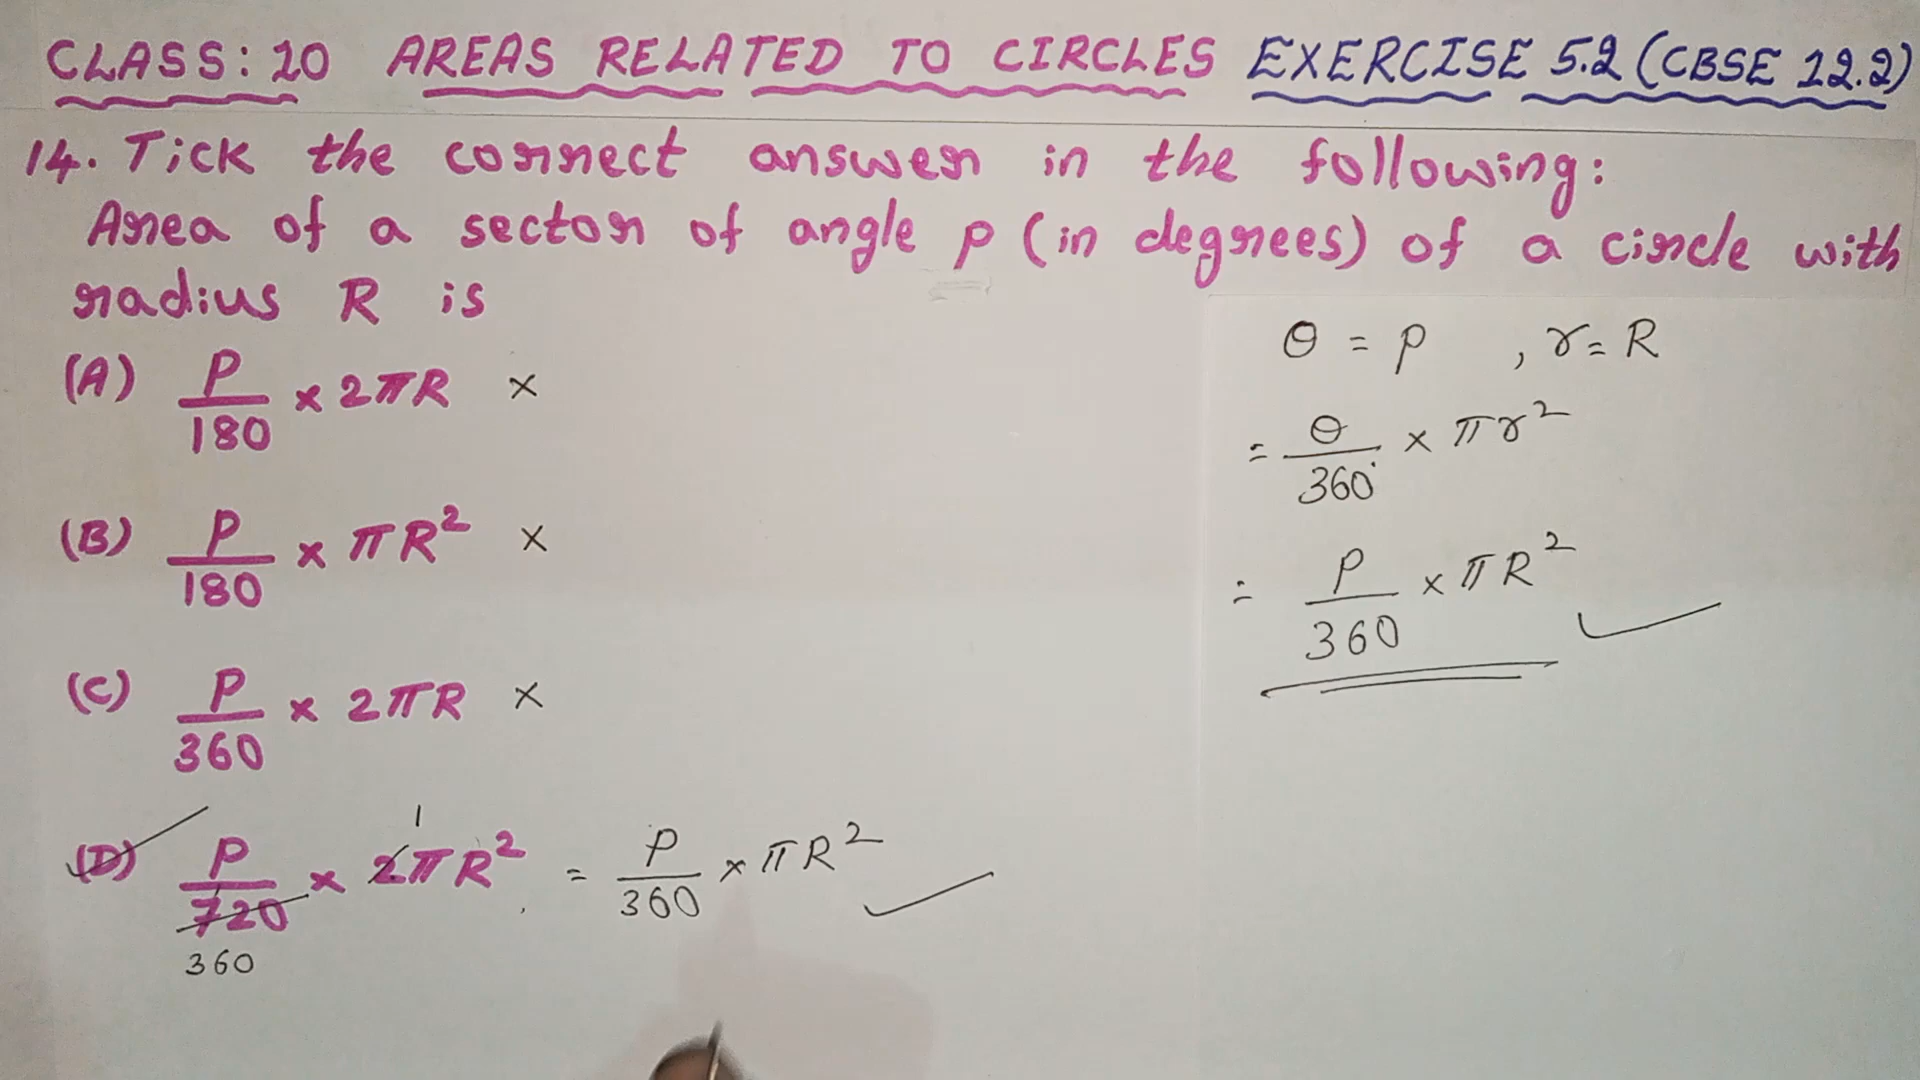 CLASS: 10 AREAS RELATED TO CIRCLES EXERCISE 5.2 (CBSE 12.2)
14. Tick the correct answer in the following:
Area of a sector of angle p (in degrees) of a circle with
radius R is
(A) P/180 × 2πR ×
(B) P/180 × πR² ×
(C) P/360 × 2πR ×
(D) P/720 × 2πR² = P/360 × πR² ✓
1
360
θ = p , r = R
= θ/360° × πr²
= P/360 × πR² ✓